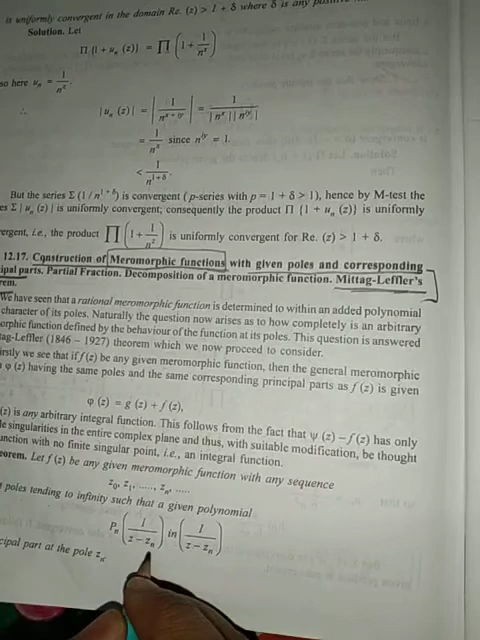 is uniformly convergent in the domain Re. (z) > 1 + δ where δ is any
Solution. Let
Π {1 + uₙ (z)} = ∏ (1 + 1/nᶻ)
so here uₙ = 1/nᶻ
∴ | uₙ (z) | = | 1/nˣ⁺ⁱʸ | = 1/(| nˣ | | nⁱʸ |)
= 1/nˣ since nⁱʸ = 1.
< 1/n¹⁺δ.
But the series Σ (1/n¹⁺δ) is convergent (p-series with p = 1 + δ > 1), hence by M-test the
Σ | uₙ (z) | is uniformly convergent; consequently the product Π {1 + uₙ (z)} is uniformly
i.e., the product ∏ (1 + 1/nᶻ) is uniformly convergent for Re. (z) > 1 + δ.
12.17. Construction of Meromorphic functions with given poles and corresponding
parts. Partial Fraction. Decomposition of a meromorphic function. Mittag-Leffler's
We have seen that a rational meromorphic function is determined to within an added polynomial
character of its poles. Naturally the question now arises as to how completely is an arbitrary
function defined by the behaviour of the function at its poles. This question is answered
(1846 – 1927) theorem which we now proceed to consider.
we see that if f (z) be any given meromorphic function, then the general meromorphic
φ (z) having the same poles and the same corresponding principal parts as f (z) is given
φ (z) = g (z) + f (z),
(z) is any arbitrary integral function. This follows from the fact that ψ (z) – f (z) has only
singularities in the entire complex plane and thus, with suitable modification, be thought
with no finite singular point, i.e., an integral function.
Let f (z) be any given meromorphic function with any sequence
z₀, z₁, ......, zₙ, .....
poles tending to infinity such that a given polynomial
Pₙ (1/(z – zₙ)) in (1/(z – zₙ))
part at the pole zₙ.